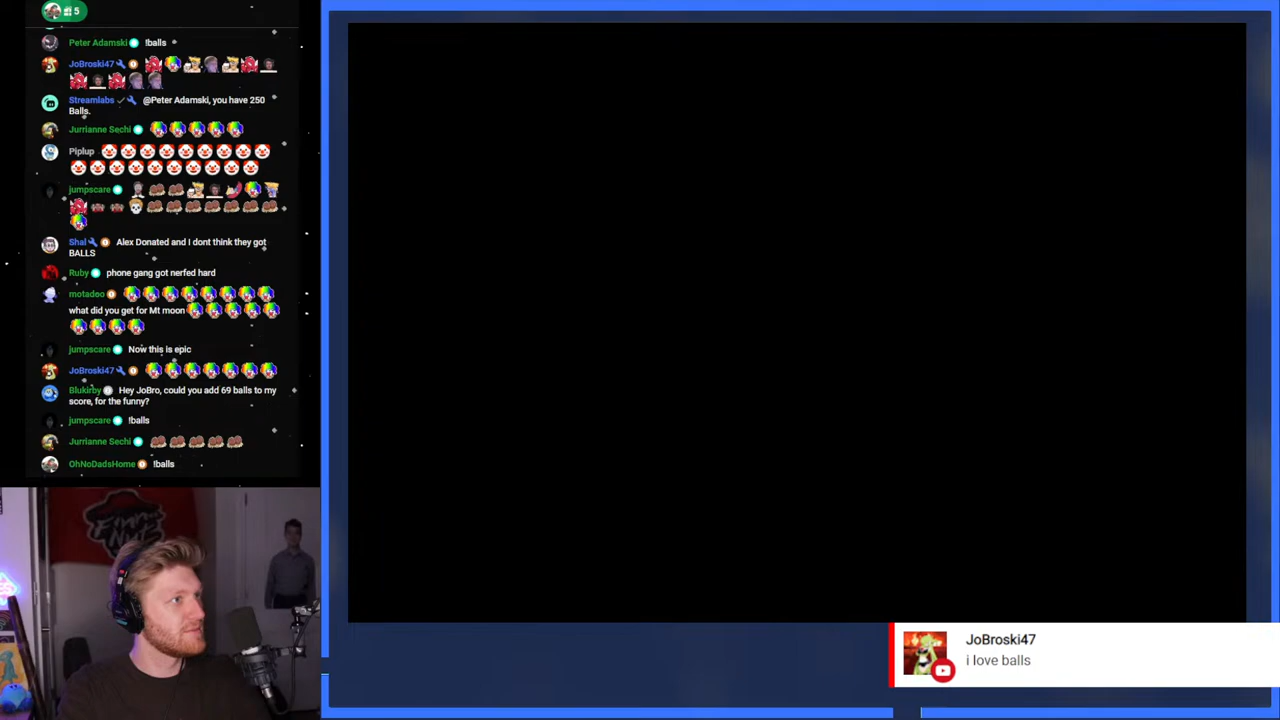 5
Peter Adamski !balls
JoBroski47
Streamlabs @Peter Adamski, you have 250
Balls.
Jurrianne Sechi
Piplup
jumpscare
Shal Alex Donated and I dont think they got
BALLS
Ruby phone gang got nerfed hard
motadeo
what did you get for Mt moon
jumpscare Now this is epic
JoBroski47
Blukirby Hey JoBro, could you add 69 balls to my
score, for the funny?
jumpscare !balls
Jurrianne Sechi
OhNoDadsHome !balls
JoBroski47
i love balls